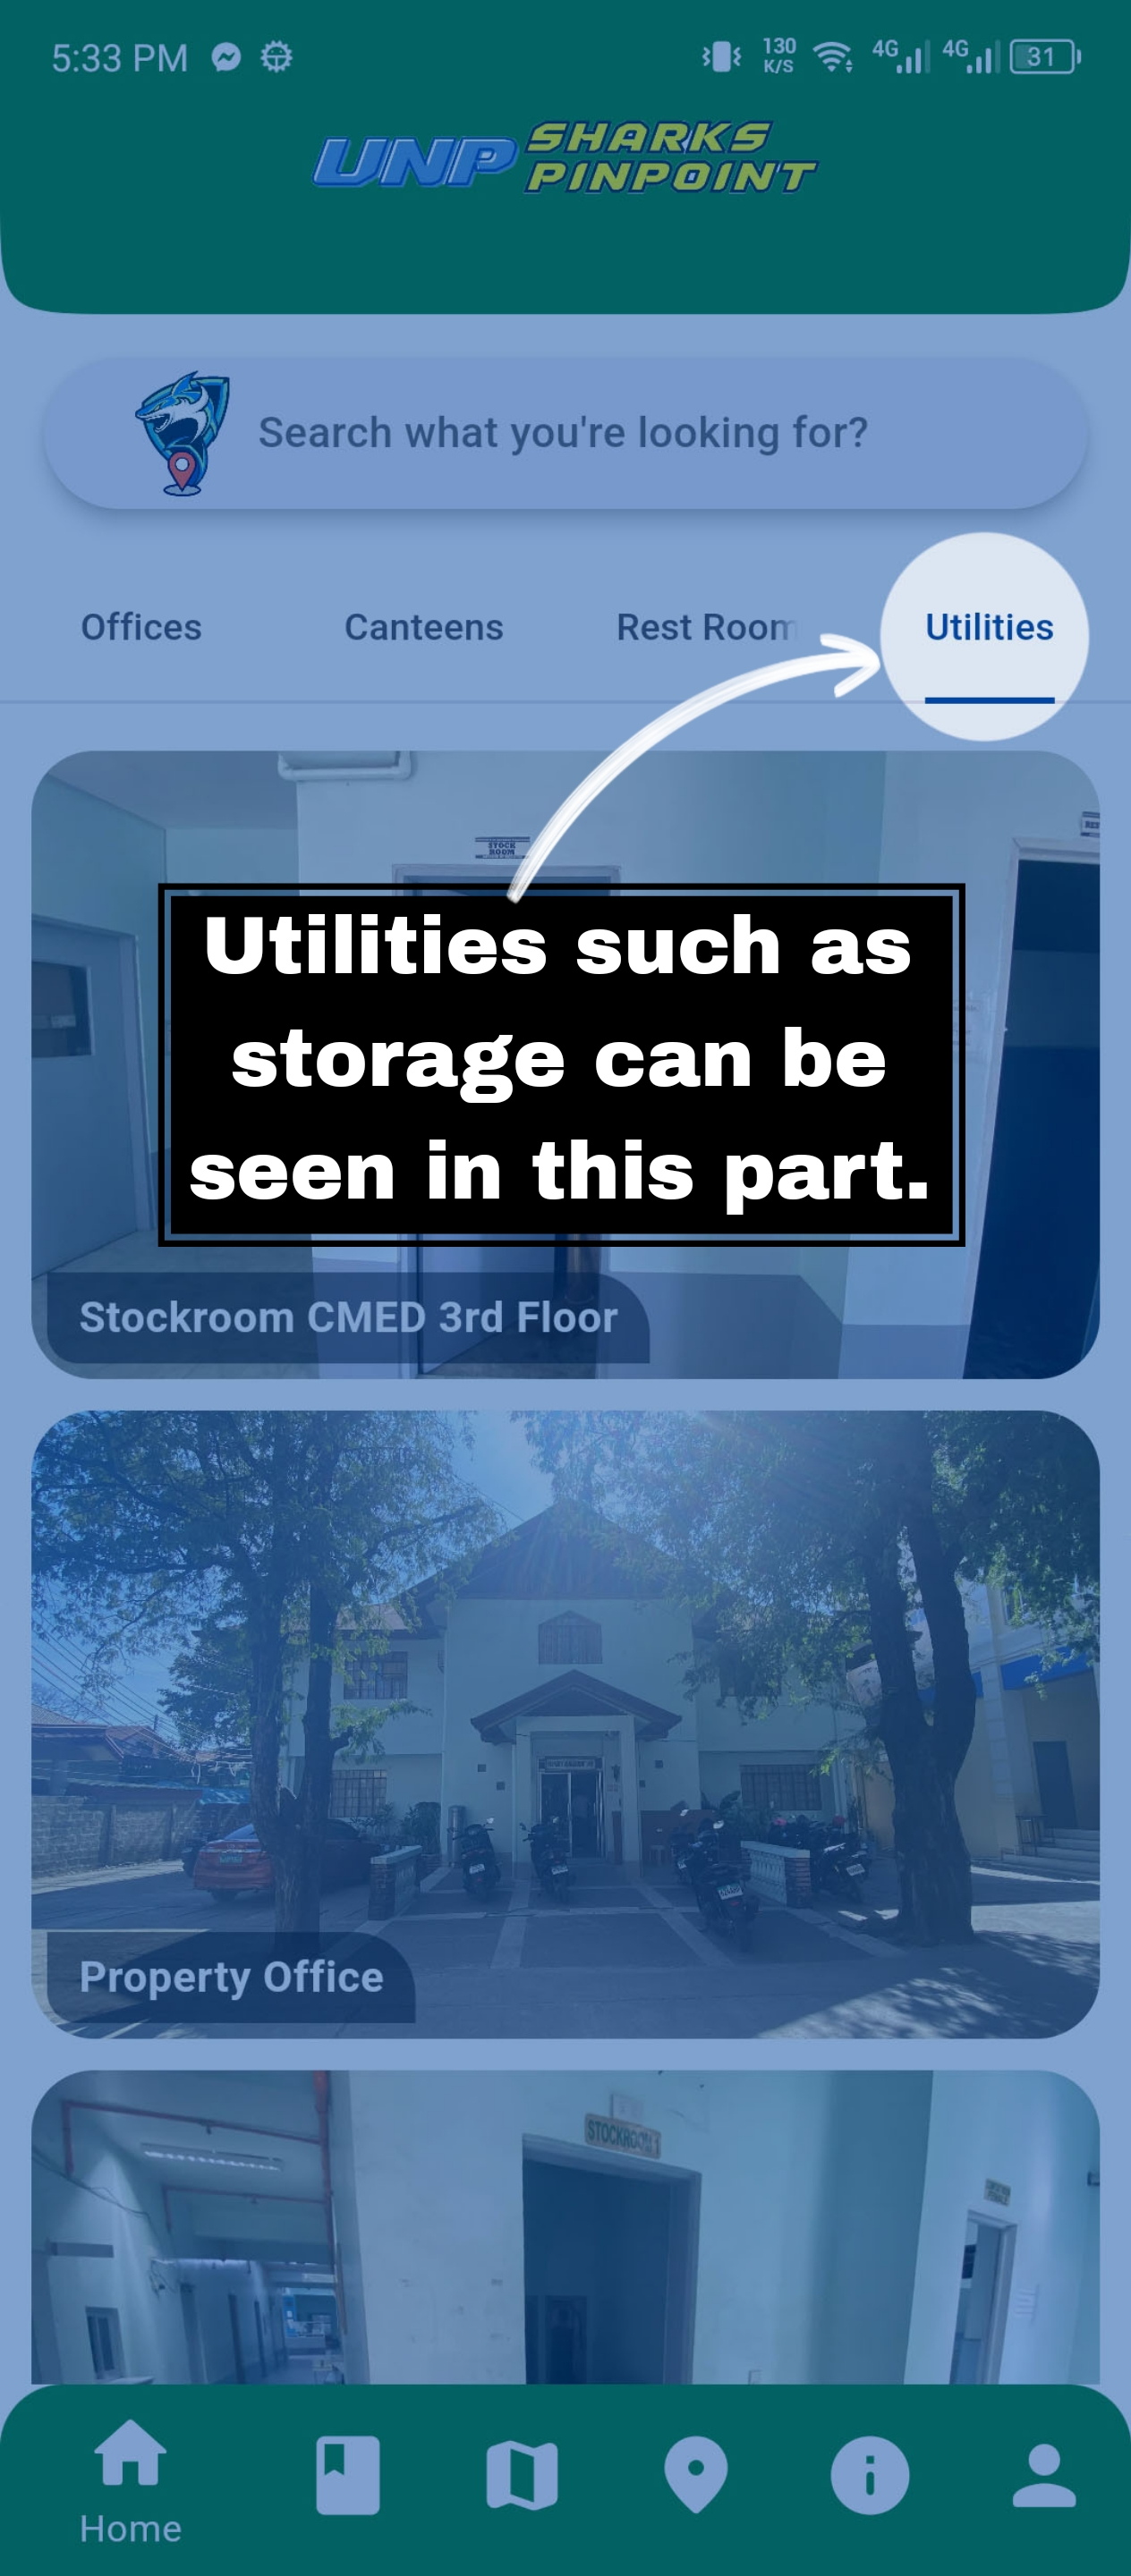 5:33 PM
130
K/S
4G
4G
31
UNP SHARKS
PINPOINT
Search what you're looking for?
Offices
Canteens
Rest Room
Utilities
STOCK
ROOM
Utilities such as
storage can be
seen in this part.
Stockroom CMED 3rd Floor
Property Office
STOCKROOM 1
Home